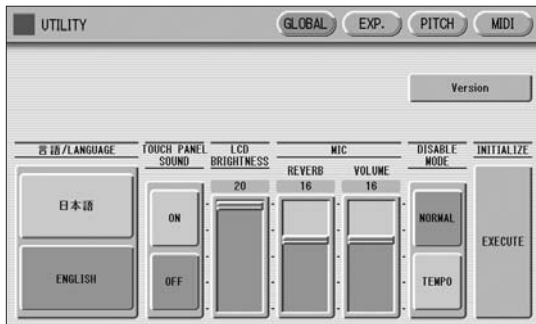 UTILITY
GLOBAL
EXP.
PITCH
MIDI
Version
言語/LANGUAGE
TOUCH PANEL
SOUND
LCD
BRIGHTNESS
MIC
DISABLE
MODE
INITIALIZE
REVERB
VOLUME
20
16
16
日本語
ON
NORMAL
EXECUTE
ENGLISH
OFF
TEMPO